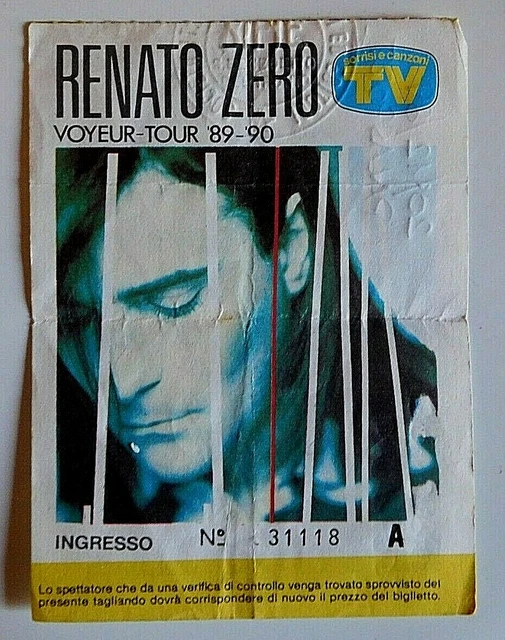 RENATO ZERO
sorrisi e canzoni
TV
VOYEUR-TOUR '89-'90
INGRESSO Nº 31118 A
Lo spettatore che da una verifica di controllo venga trovato sprovvisto del
presente tagliando dovrà corrispondere di nuovo il prezzo del biglietto.